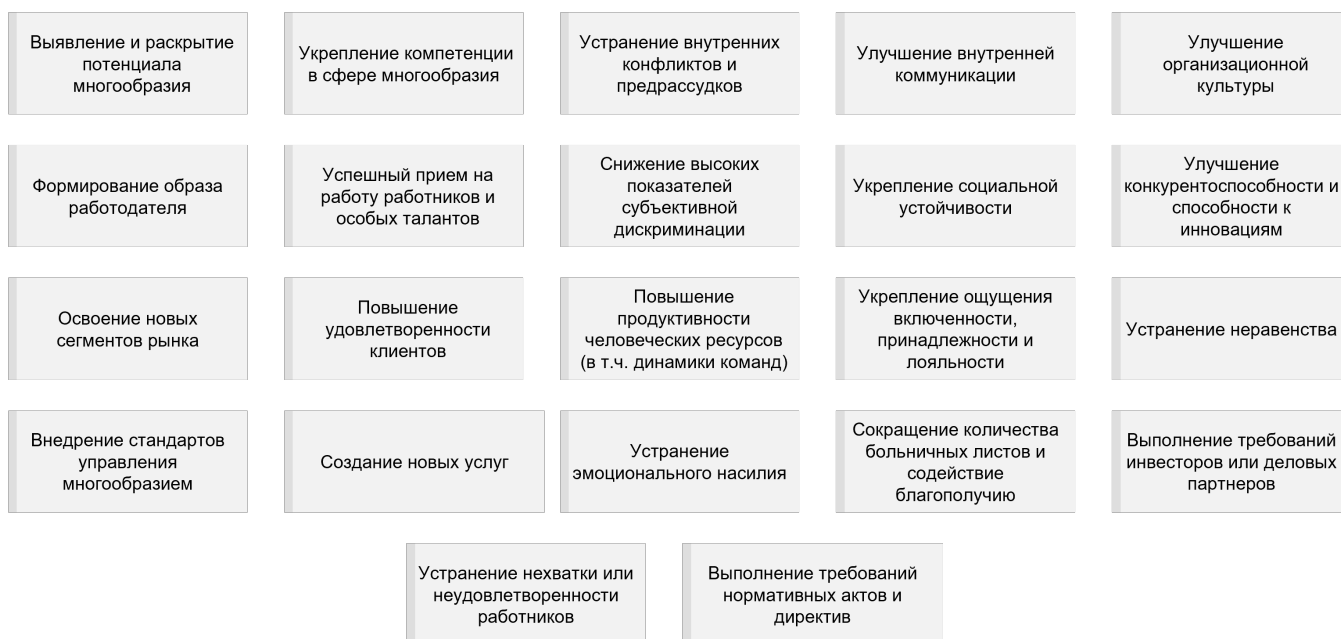 Выявление и раскрытие
потенциала
многообразия
Укрепление компетенции
в сфере многообразия
Устранение внутренних
конфликтов и
предрассудков
Улучшение внутренней
коммуникации
Улучшение
организационной
культуры
Формирование образа
работодателя
Успешный прием на
работу работников и
особых талантов
Снижение высоких
показателей
субъективной
дискриминации
Укрепление социальной
устойчивости
Улучшение
конкурентоспособности и
способности к
инновациям
Освоение новых
сегментов рынка
Повышение
удовлетворенности
клиентов
Повышение
продуктивности
человеческих ресурсов
(в т.ч. динамики команд)
Укрепление ощущения
включенности,
принадлежности и
лояльности
Устранение неравенства
Внедрение стандартов
управления
многообразием
Создание новых услуг
Устранение
эмоционального насилия
Сокращение количества
больничных листов и
содействие
благополучию
Выполнение требований
инвесторов или деловых
партнеров
Устранение нехватки или
неудовлетворенности
работников
Выполнение требований
нормативных актов и
директив